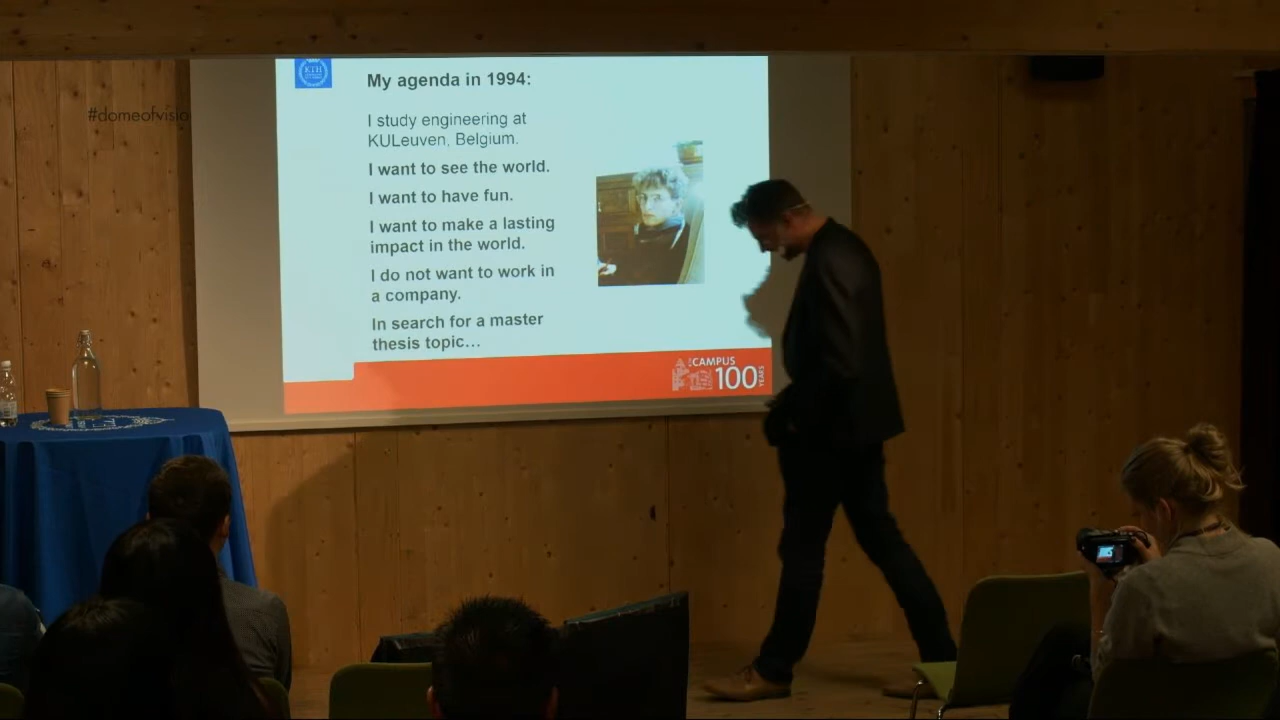 KTH
My agenda in 1994:
#domeofvisio
I study engineering at
KULeuven, Belgium.
I want to see the world.
I want to have fun.
I want to make a lasting
impact in the world.
I do not want to work in
a company.
In search for a master
thesis topic...
CAMPUS
100
YEARS